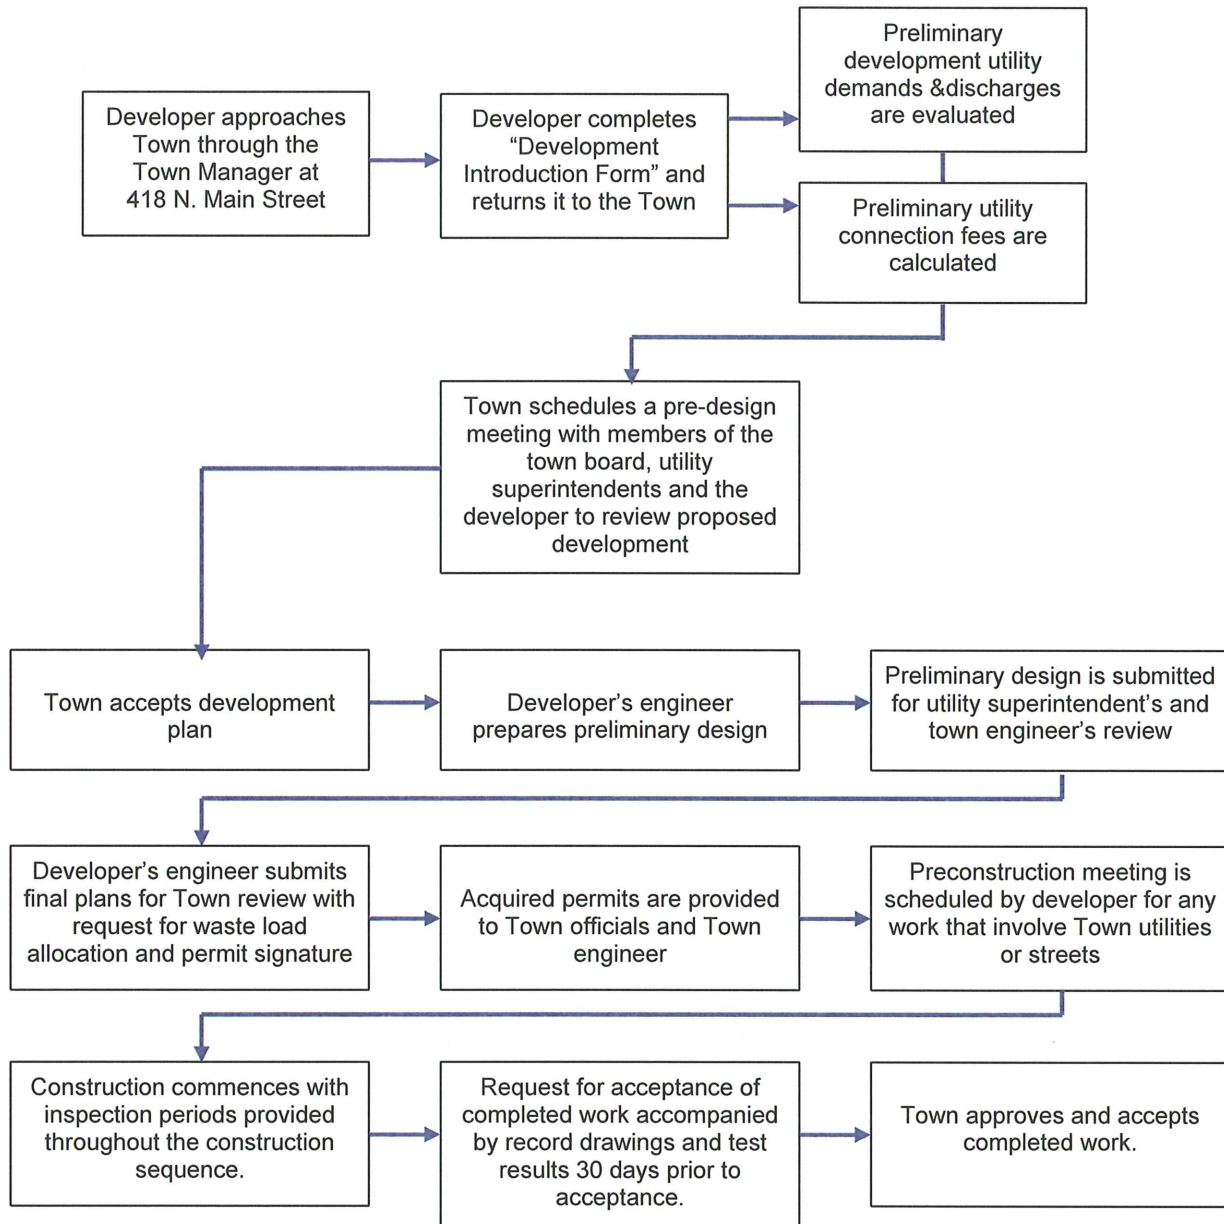 Developer approaches
Town through the
Town Manager at
418 N. Main Street
Developer completes
“Development
Introduction Form” and
returns it to the Town
Preliminary
development utility
demands &discharges
are evaluated
Preliminary utility
connection fees are
calculated
Town schedules a pre-design
meeting with members of the
town board, utility
superintendents and the
developer to review proposed
development
Town accepts development
plan
Developer’s engineer
prepares preliminary design
Preliminary design is submitted
for utility superintendent’s and
town engineer’s review
Developer’s engineer submits
final plans for Town review with
request for waste load
allocation and permit signature
Acquired permits are provided
to Town officials and Town
engineer
Preconstruction meeting is
scheduled by developer for any
work that involve Town utilities
or streets
Construction commences with
inspection periods provided
throughout the construction
sequence.
Request for acceptance of
completed work accompanied
by record drawings and test
results 30 days prior to
acceptance.
Town approves and accepts
completed work.